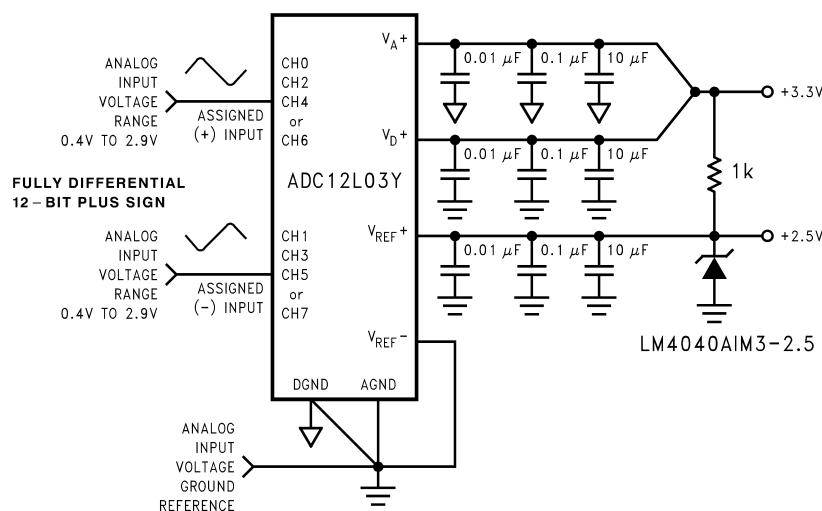 ANALOG
INPUT
VOLTAGE
RANGE
0.4V TO 2.9V
ASSIGNED
(+) INPUT
CH0
CH2
CH4
or
CH6
FULLY DIFFERENTIAL
12-BIT PLUS SIGN
ADC12L03Y
ANALOG
INPUT
VOLTAGE
RANGE
0.4V TO 2.9V
ASSIGNED
(-) INPUT
CH1
CH3
CH5
or
CH7
VA+
0.01 µF
0.1 µF
10 µF
+3.3V
VD+
0.01 µF
0.1 µF
10 µF
1k
VREF+
0.01 µF
0.1 µF
10 µF
+2.5V
LM4040AIM3-2.5
VREF-
DGND
AGND
ANALOG
INPUT
VOLTAGE
GROUND
REFERENCE